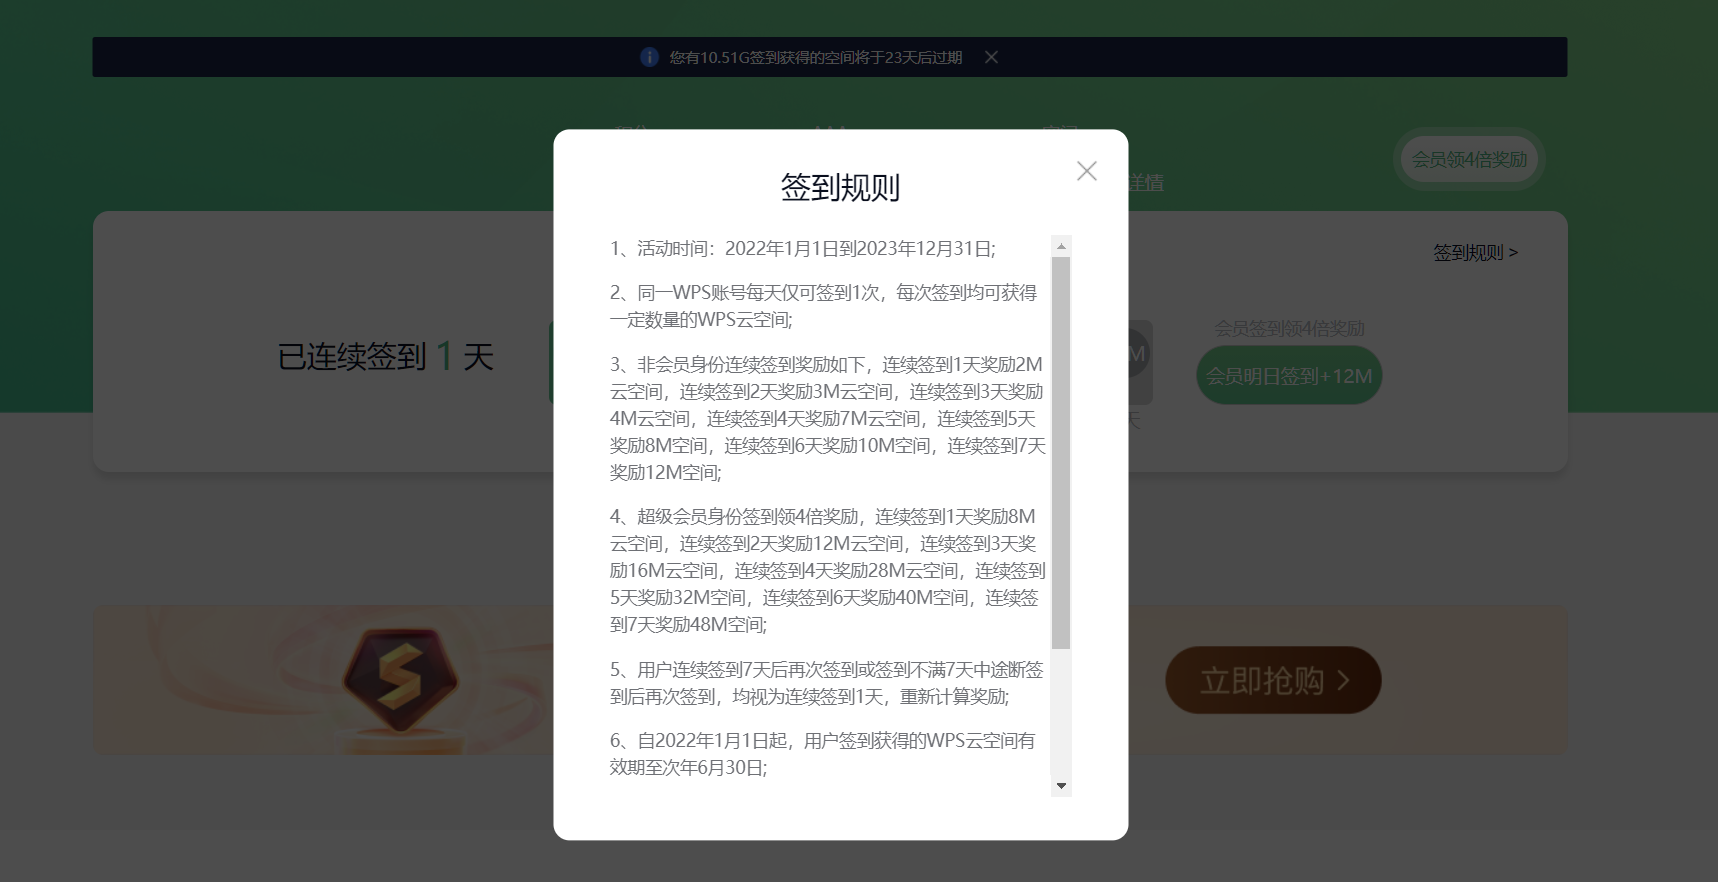 您有10.51G签到获得的空间将于23天后过期
会员领4倍奖励
详情
签到规则
签到规则 >
1、活动时间：2022年1月1日到2023年12月31日;
2、同一WPS账号每天仅可签到1次，每次签到均可获得
一定数量的WPS云空间;
3、非会员身份连续签到奖励如下，连续签到1天奖励2M
云空间，连续签到2天奖励3M云空间，连续签到3天奖励
4M云空间，连续签到4天奖励7M云空间，连续签到5天
奖励8M空间，连续签到6天奖励10M空间，连续签到7天
奖励12M空间;
4、超级会员身份签到领4倍奖励，连续签到1天奖励8M
云空间，连续签到2天奖励12M云空间，连续签到3天奖
励16M云空间，连续签到4天奖励28M云空间，连续签到
5天奖励32M空间，连续签到6天奖励40M空间，连续签
到7天奖励48M空间;
5、用户连续签到7天后再次签到或签到不满7天中途断签
到后再次签到，均视为连续签到1天，重新计算奖励;
6、自2022年1月1日起，用户签到获得的WPS云空间有
效期至次年6月30日;
已连续签到 1 天
M
天
会员签到领4倍奖励
会员明日签到+12M
立即抢购 >